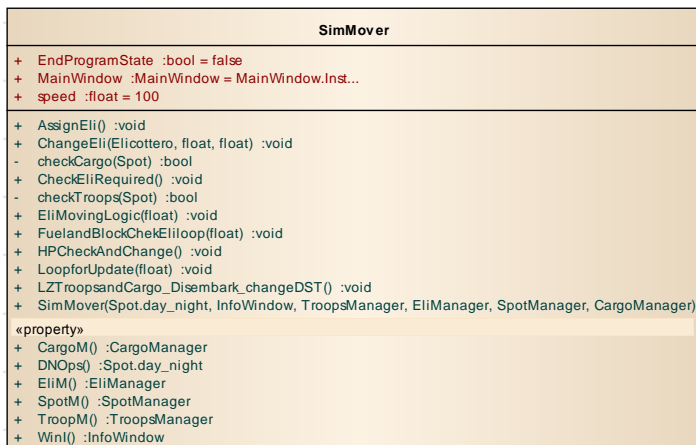 SimMover
+ EndProgramState :bool = false
+ MainWindow :MainWindow = MainWindow.Inst...
+ speed :float = 100
+ AssignEli() :void
+ ChangeEli(Elicottero, float, float) :void
- checkCargo(Spot) :bool
+ CheckEliRequired() :void
- checkTroops(Spot) :bool
+ EliMovingLogic(float) :void
+ FuelandBlockChekEliloop(float) :void
+ HPCheckAndChange() :void
+ LoopforUpdate(float) :void
+ LZTroopsandCargo_Disembark_changeDST() :void
+ SimMover(Spot.day_night, InfoWindow, TroopsManager, EliManager, SpotManager, CargoManager)
«property»
+ CargoM() :CargoManager
+ DNOps() :Spot.day_night
+ EliM() :EliManager
+ SpotM() :SpotManager
+ TroopM() :TroopsManager
+ WinI() :InfoWindow